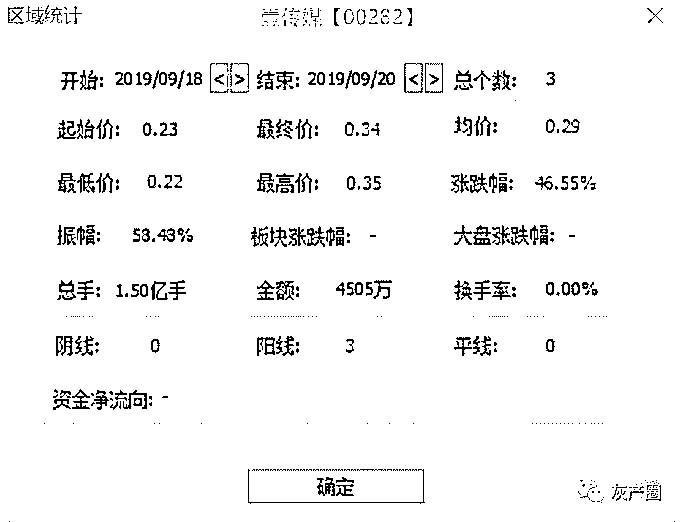 区域统计
壹传媒【00282】
开始: 2019/09/18 < > 结束: 2019/09/20 < > 总个数: 3
起始价: 0.23 最终价: 0.34 均价: 0.29
最低价: 0.22 最高价: 0.35 涨跌幅: 46.55%
振幅: 58.43% 板块涨跌幅: - 大盘涨跌幅: -
总手: 1.50亿手 金额: 4505万 换手率: 0.00%
阴线: 0 阳线: 3 平线: 0
资金净流向: -
确定
灰产圈